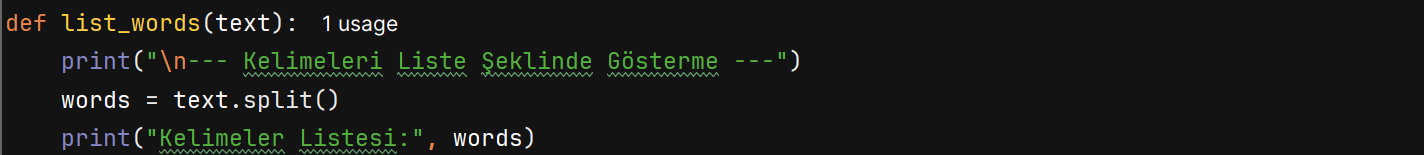 def list_words(text):   1 usage
    print("\n--- Kelimeleri Liste Şeklinde Gösterme ---")
    words = text.split()
    print("Kelimeler Listesi:", words)